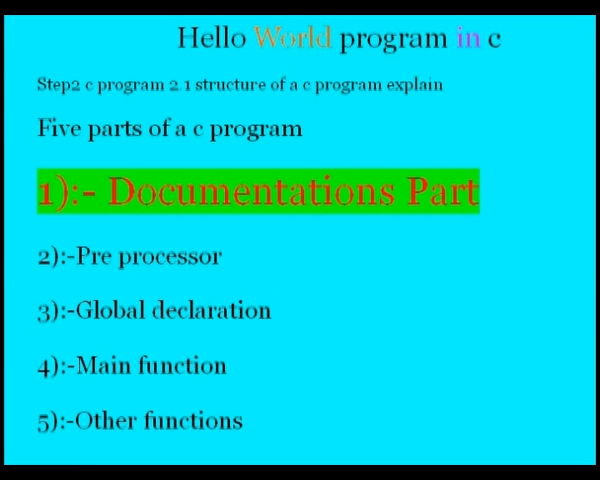 Hello World program in c
Step2 c program 2 1 structure of a c program explain
Five parts of a c program
1):- Documentations Part
2):-Pre processor
3):-Global declaration
4):-Main function
5):-Other functions